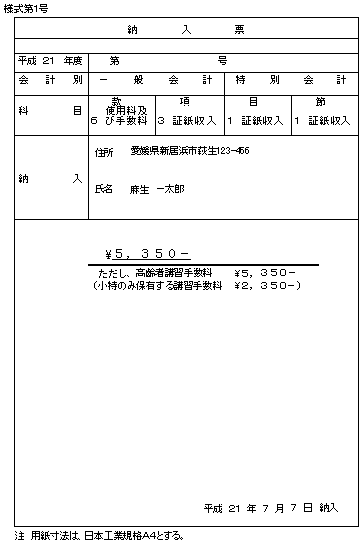 様式第1号
納 入 票
平成 21 年度 第 号
会 計 別 一 般 会 計 特 別 会 計
科 目
款 項 目 節
使用料及
6 び手数料 3 証紙収入 1 証紙収入 1 証紙収入
納 入
住所 愛媛県新居浜市萩生123-456
氏名 麻生 一太郎
￥5，350－
ただし、高齢者講習手数料 ￥5，350－
(小特のみ保有する講習手数料 ￥2，350－)
平成 21 年 7 月 7 日 納入
注 用紙寸法は、日本工業規格A4とする。